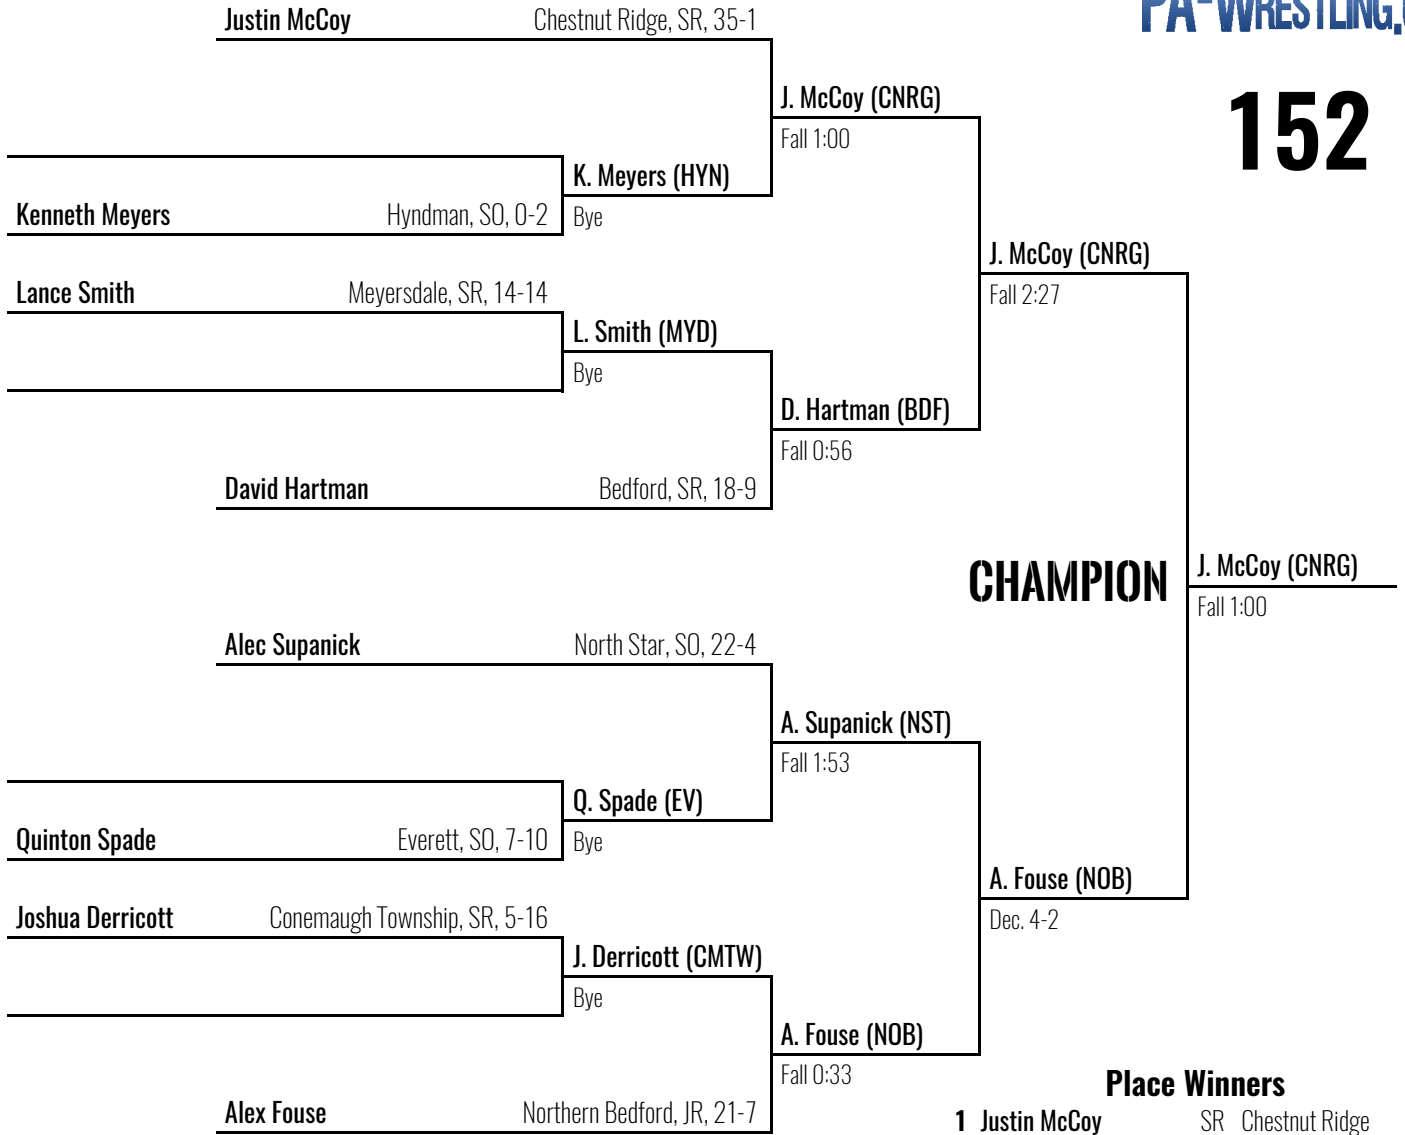 PA-WRESTLING.
152
Justin McCoy Chestnut Ridge, SR, 35-1
J. McCoy (CNRG)
Fall 1:00
K. Meyers (HYN)
Kenneth Meyers Hyndman, SO, 0-2
Bye
J. McCoy (CNRG)
Fall 2:27
Lance Smith Meyersdale, SR, 14-14
L. Smith (MYD)
Bye
D. Hartman (BDF)
Fall 0:56
David Hartman Bedford, SR, 18-9
CHAMPION
J. McCoy (CNRG)
Fall 1:00
Alec Supanick North Star, SO, 22-4
A. Supanick (NST)
Fall 1:53
Q. Spade (EV)
Quinton Spade Everett, SO, 7-10
Bye
A. Fouse (NOB)
Dec. 4-2
Joshua Derricott Conemaugh Township, SR, 5-16
J. Derricott (CMTW)
Bye
A. Fouse (NOB)
Fall 0:33
Alex Fouse Northern Bedford, JR, 21-7
Place Winners
1 Justin McCoy SR Chestnut Ridge